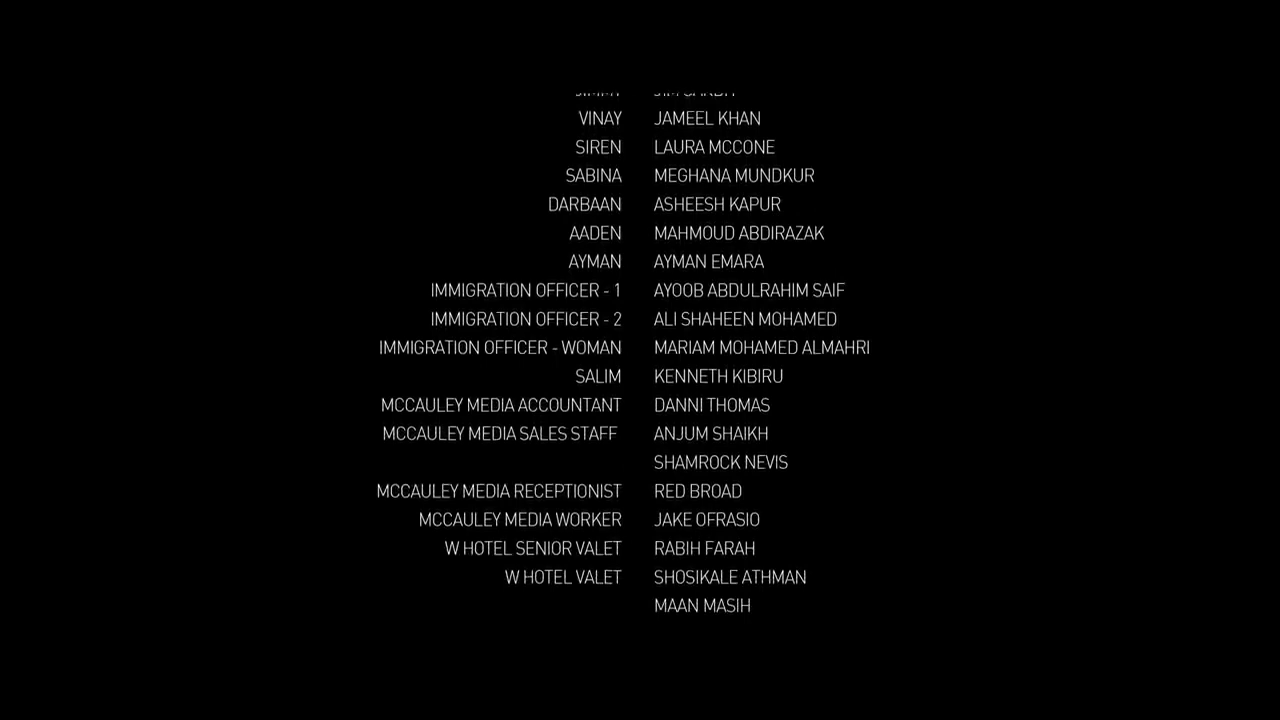 VINAY JAMEEL KHAN
SIREN LAURA MCCONE
SABINA MEGHANA MUNDKUR
DARBAAN ASHEESH KAPUR
AADEN MAHMOUD ABDIRAZAK
AYMAN AYMAN EMARA
IMMIGRATION OFFICER - 1 AYOOB ABDULRAHIM SAIF
IMMIGRATION OFFICER - 2 ALI SHAHEEN MOHAMED
IMMIGRATION OFFICER - WOMAN MARIAM MOHAMED ALMAHRI
SALIM KENNETH KIBIRU
MCCAULEY MEDIA ACCOUNTANT DANNI THOMAS
MCCAULEY MEDIA SALES STAFF ANJUM SHAIKH
SHAMROCK NEVIS
MCCAULEY MEDIA RECEPTIONIST RED BROAD
MCCAULEY MEDIA WORKER JAKE OFRASIO
W HOTEL SENIOR VALET RABIH FARAH
W HOTEL VALET SHOSIKALE ATHMAN
MAAN MASIH